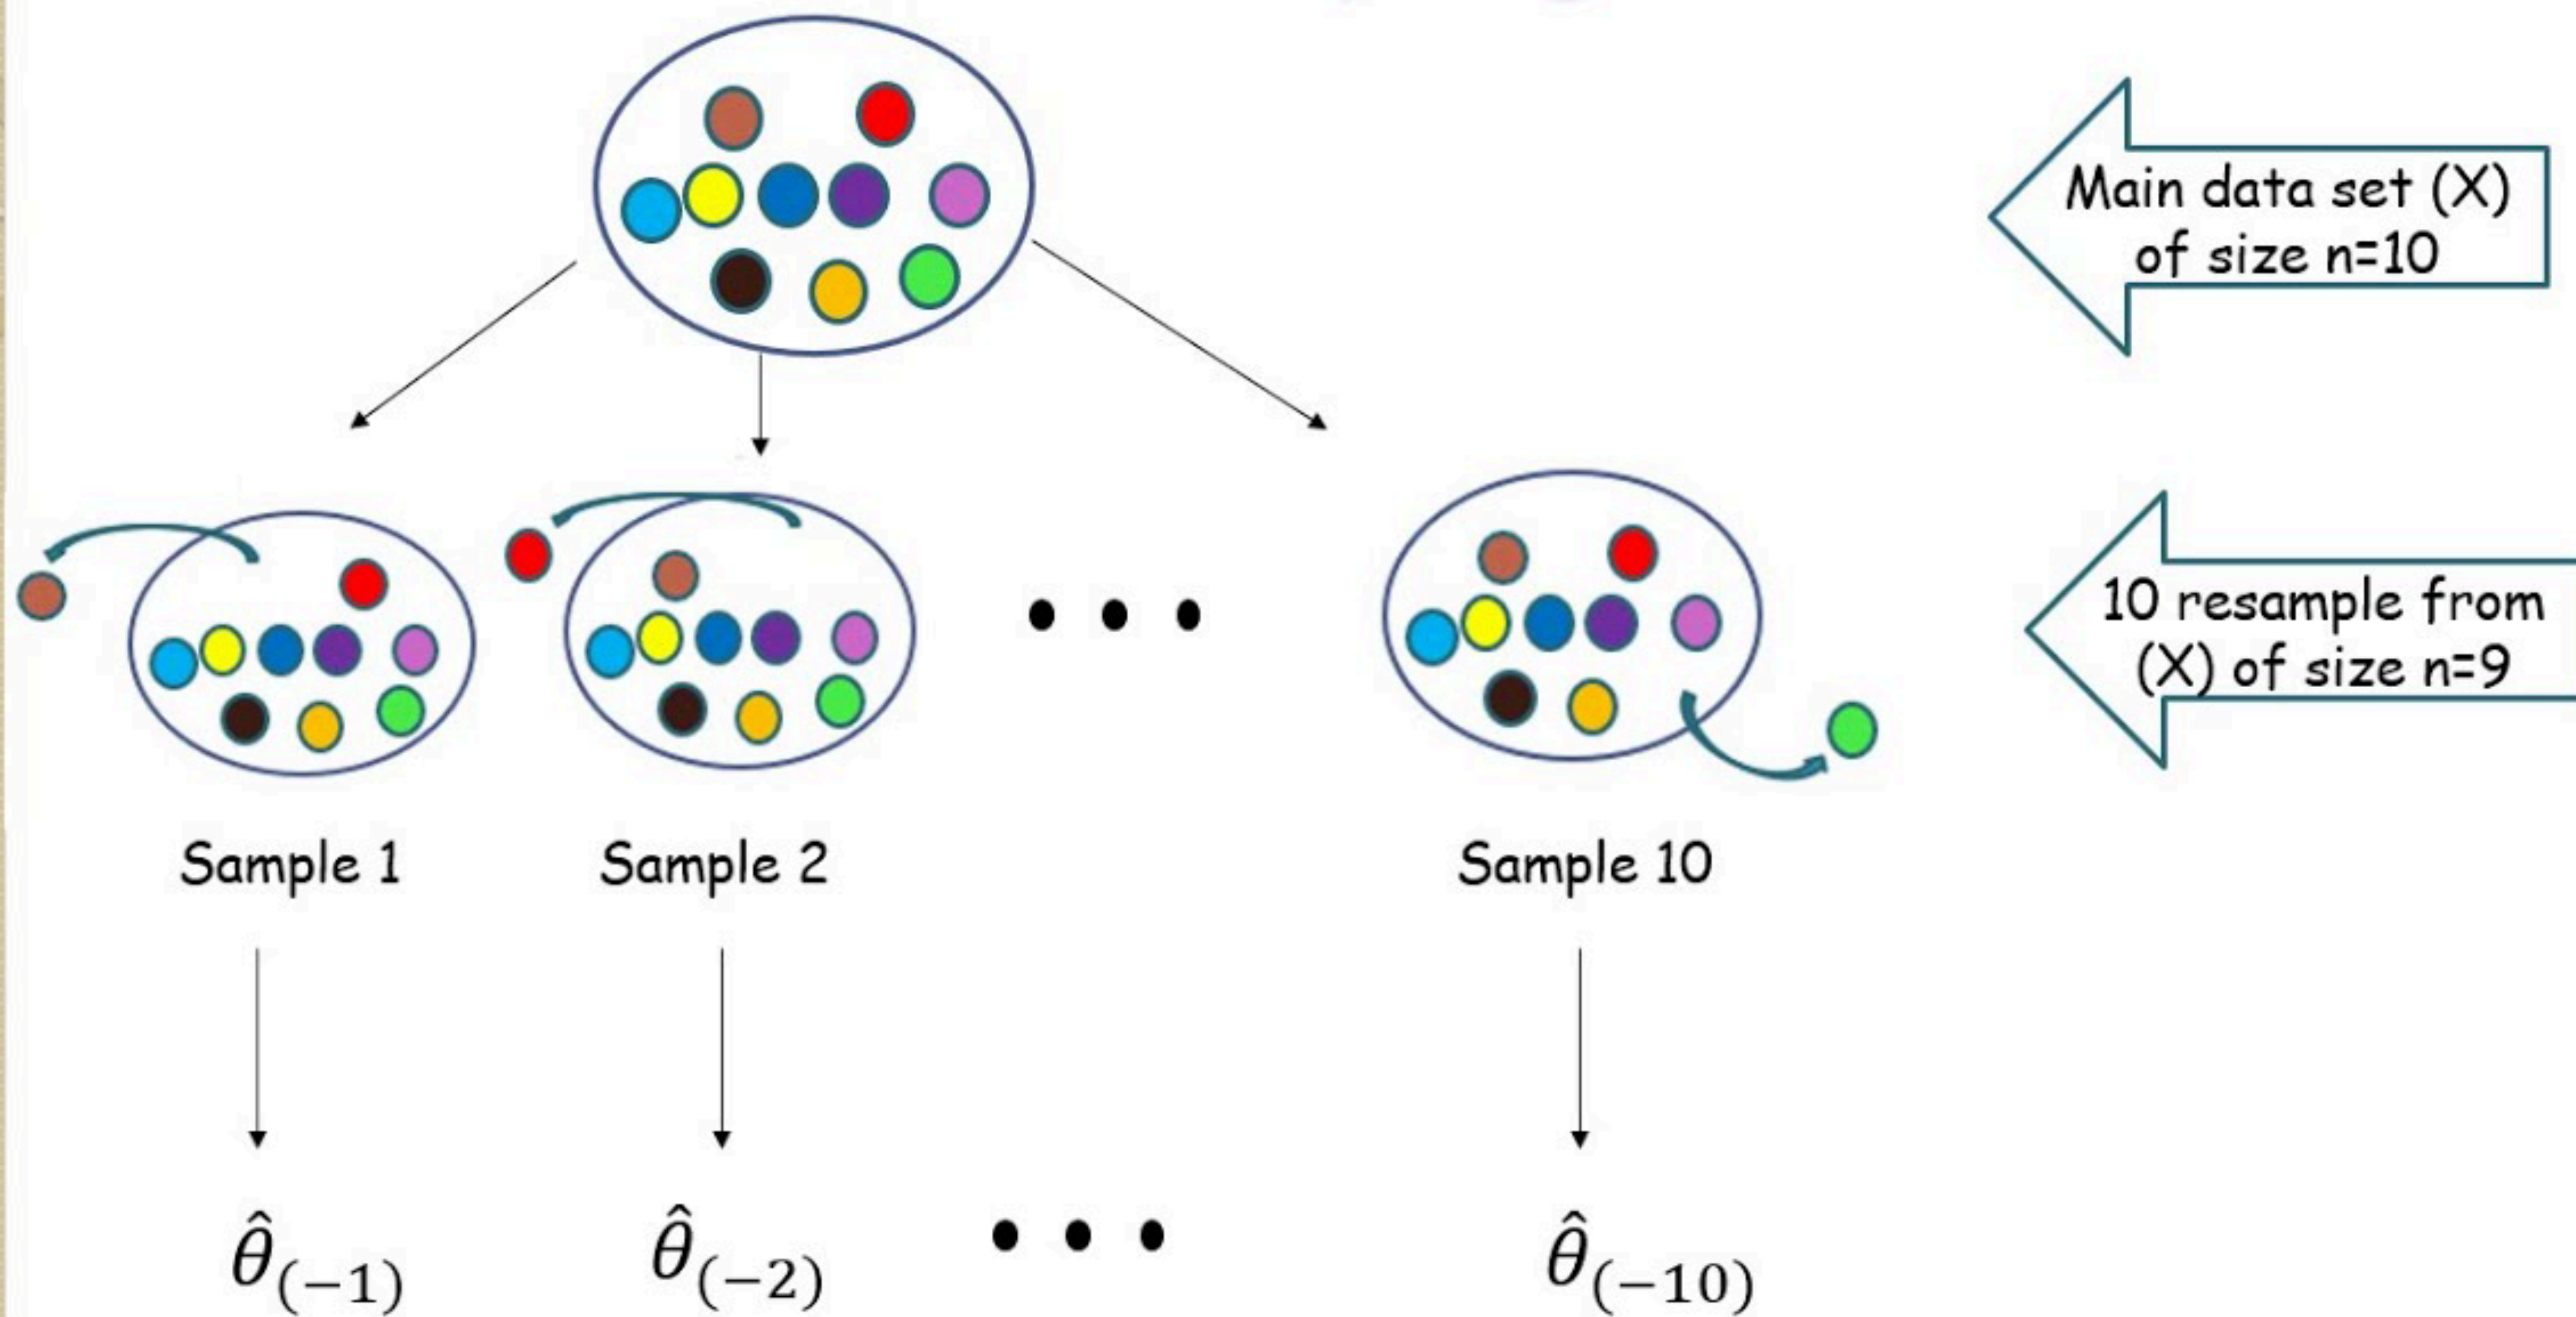 Main data set (X)
of size n=10
10 resample from
(X) of size n=9
Sample 1
Sample 2
Sample 10
θ̂(−1)
θ̂(−2)
• • •
θ̂(−10)